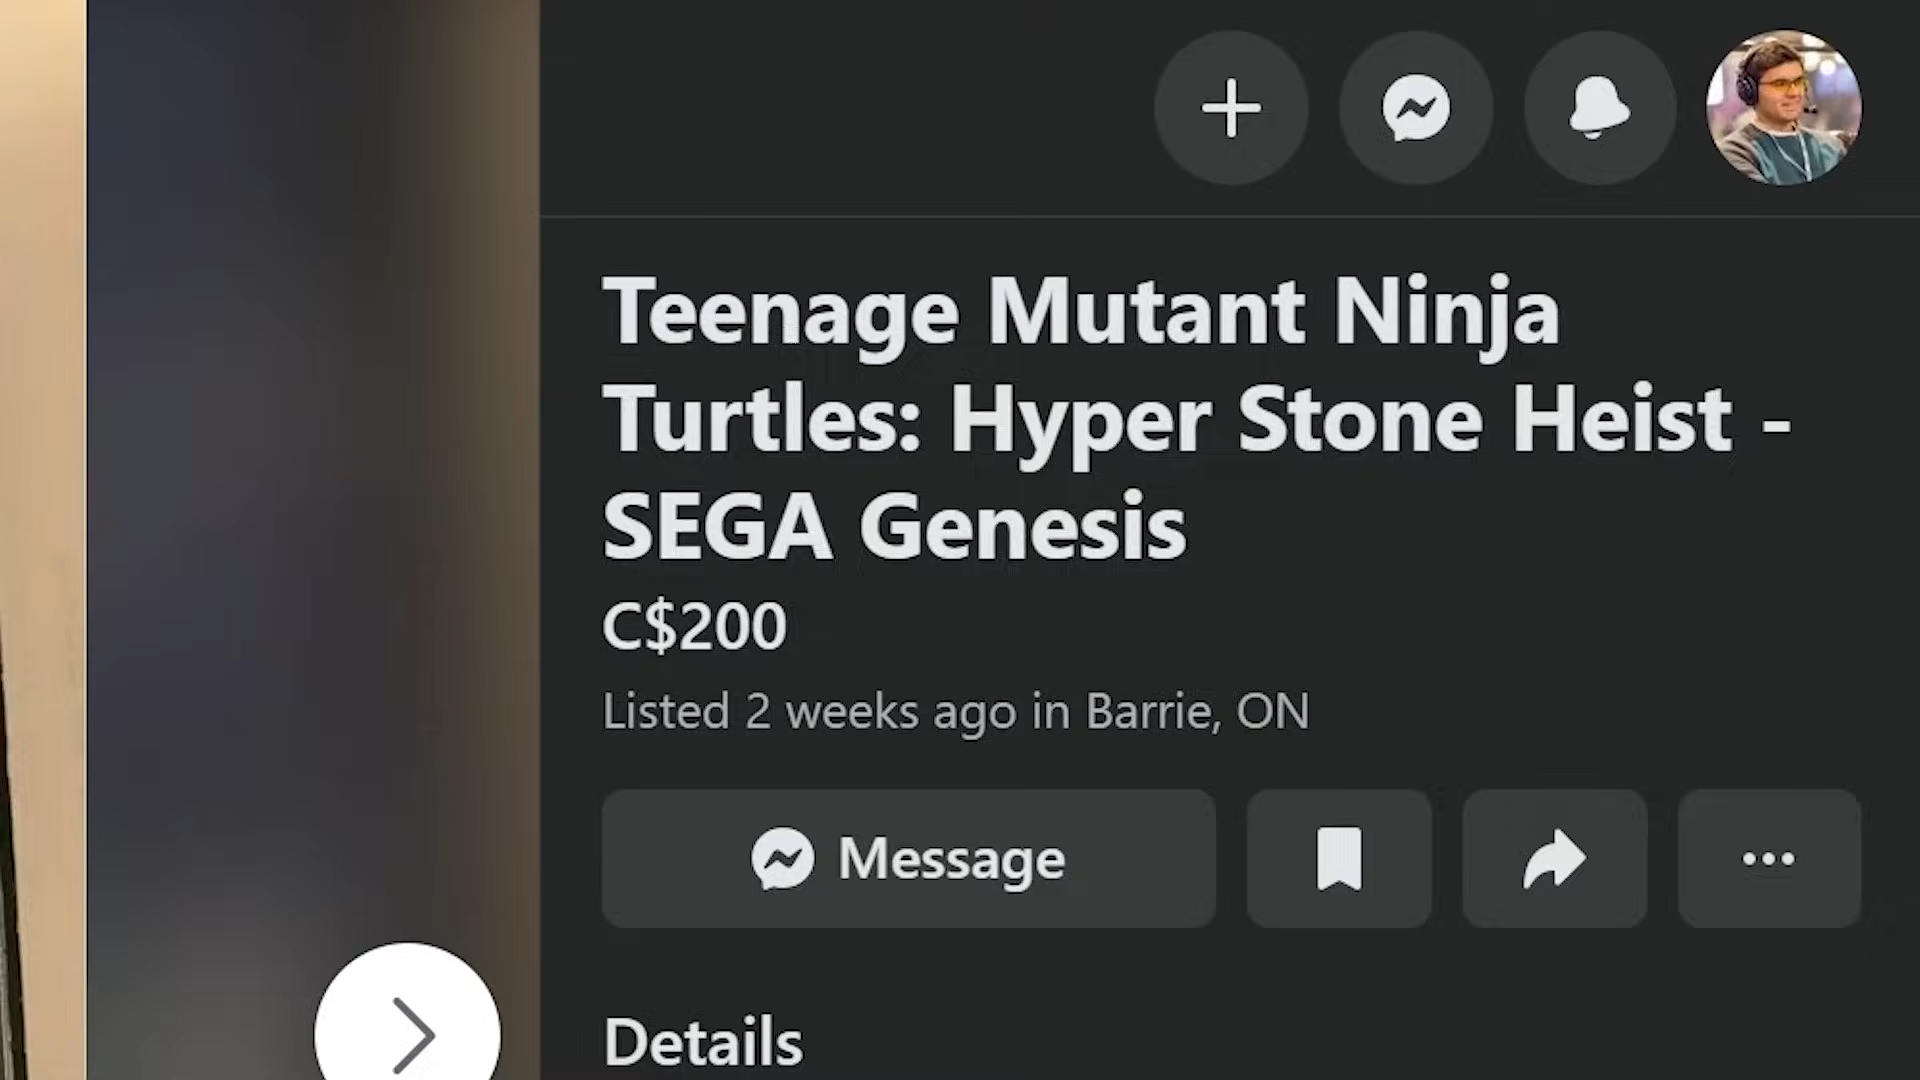 Teenage Mutant Ninja
Turtles: Hyper Stone Heist -
SEGA Genesis
C$200
Listed 2 weeks ago in Barrie, ON
Message
Details